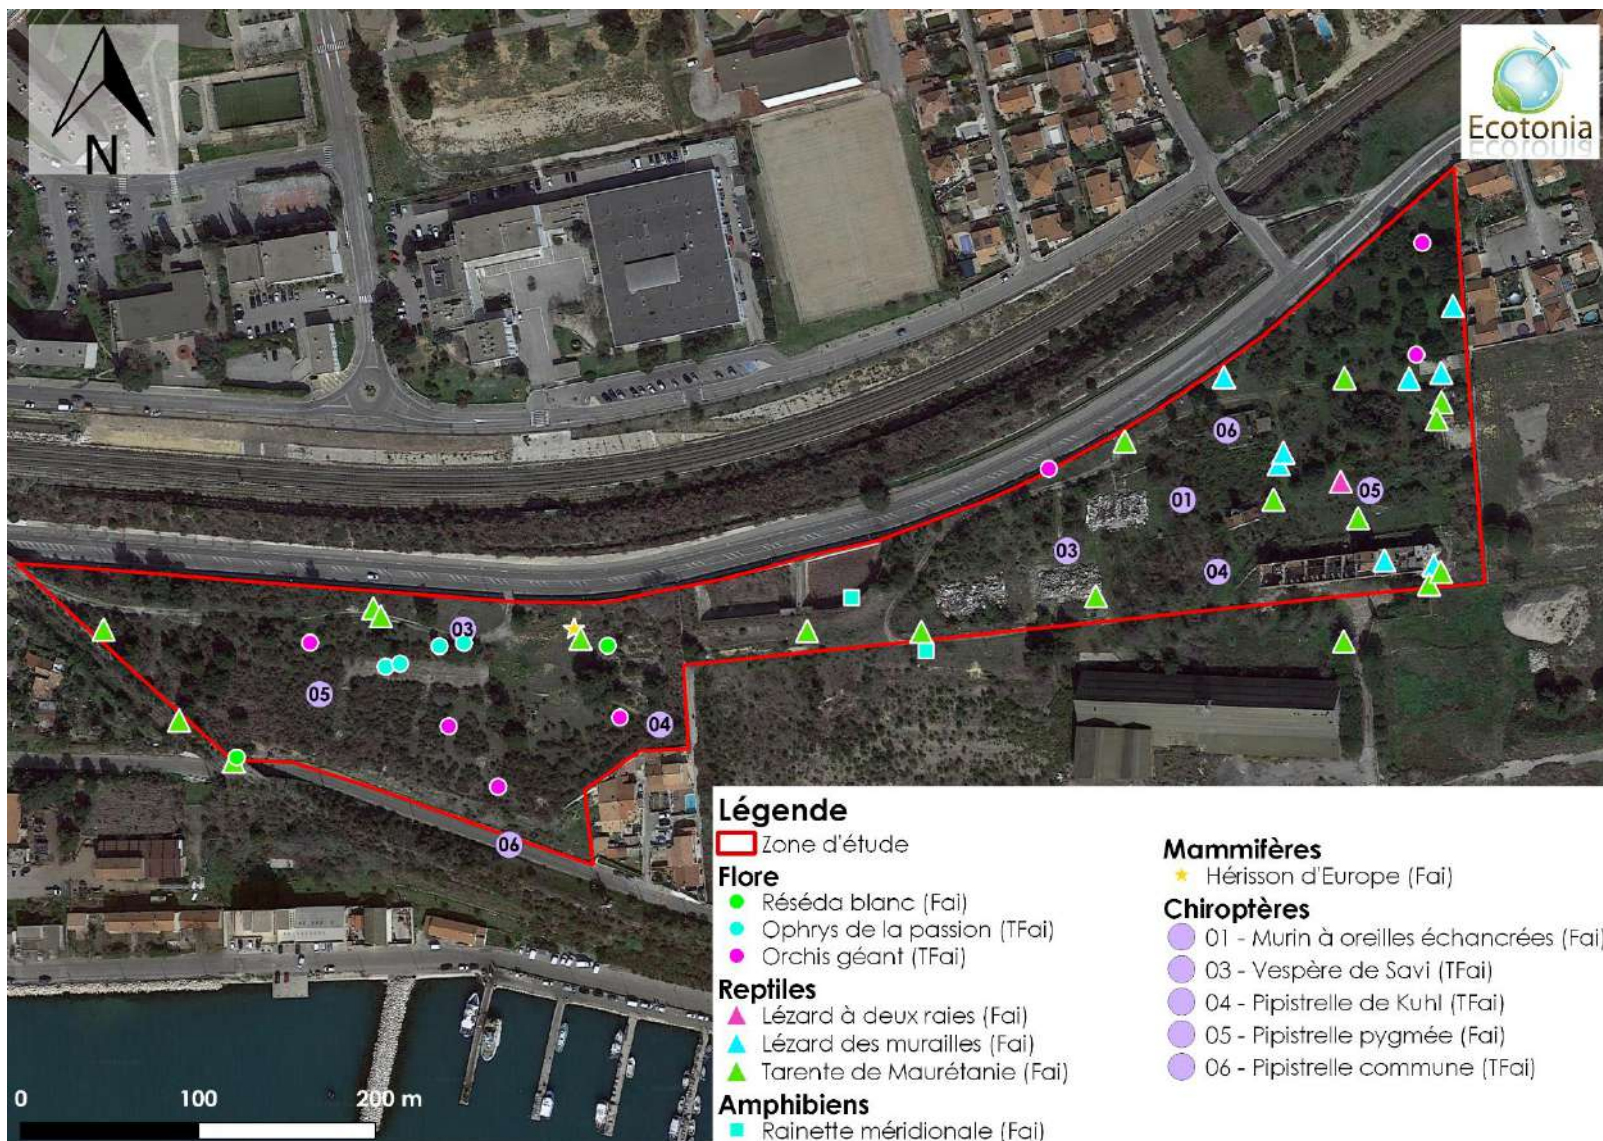 N
Ecotonia
06
01
05
03
04
03
05
04
06
0 100 200 m
Légende
Zone d'étude
Flore
Réséda blanc (Fai)
Ophrys de la passion (TFai)
Orchis géant (TFai)
Reptiles
Lézard à deux raies (Fai)
Lézard des murailles (Fai)
Tarente de Maurétanie (Fai)
Amphibiens
Rainette méridionale (Fai)
Mammifères
Hérisson d'Europe (Fai)
Chiroptères
01 - Murin à oreilles échancrées (Fai)
03 - Vespère de Savi (TFai)
04 - Pipistrelle de Kuhl (TFai)
05 - Pipistrelle pygmée (Fai)
06 - Pipistrelle commune (TFai)